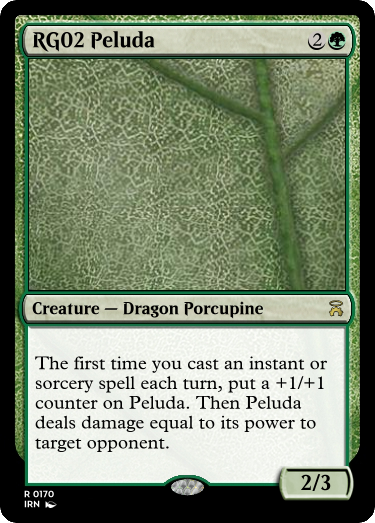 RG02 Peluda 2
Creature — Dragon Porcupine
The first time you cast an instant or
sorcery spell each turn, put a +1/+1
counter on Peluda. Then Peluda
deals damage equal to its power to
target opponent.
2/3
R 0170
IRN